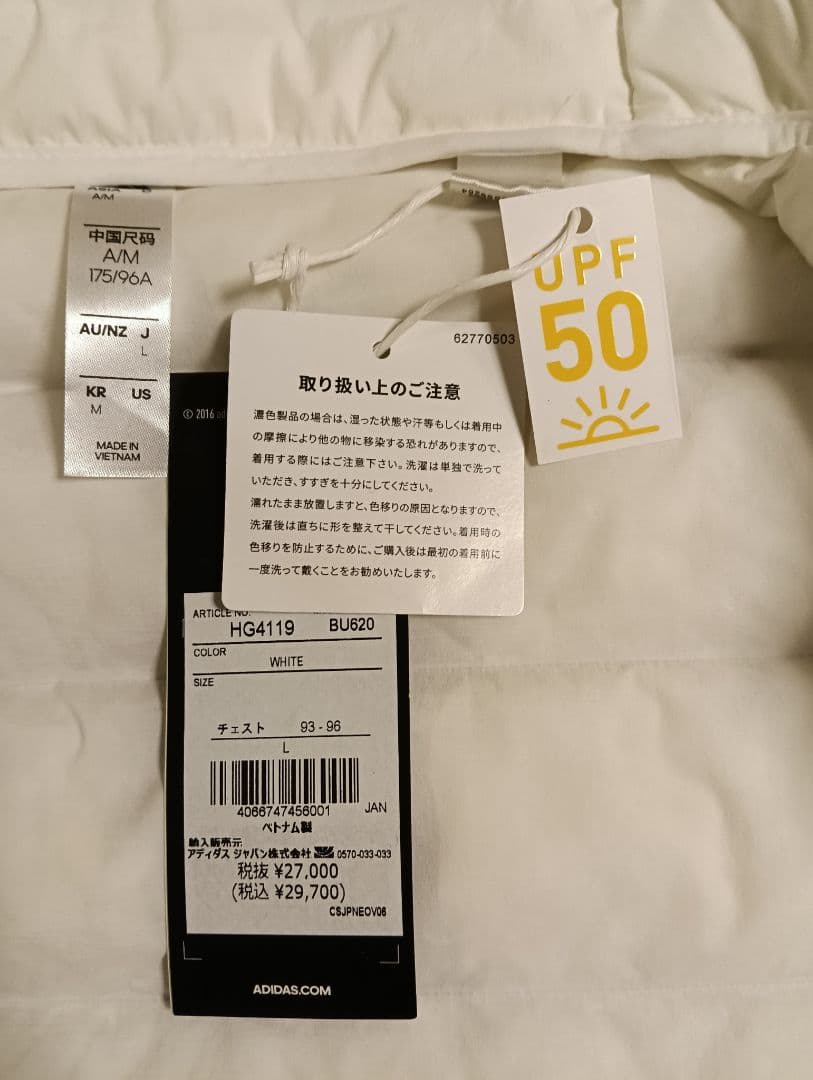 A/M
中国尺码
A/M
175/96A
AU/NZ J
L
KR US
M
MADE IN
VIETNAM
UPF
50
62770503
取り扱い上のご注意
濃色製品の場合は、湿った状態や汗等もしくは着用中
の摩擦により他の物に移染する恐れがありますので、
着用する際にはご注意下さい。洗濯は単独で洗って
いただき、すすぎを十分にしてください。
濡れたまま放置しますと、色移りの原因となりますので、
洗濯後は直ちに形を整えて干してください。着用時の
色移りを防止するために、ご購入後は最初の着用前に
一度洗って戴くことをお勧めいたします。
© 2016
ARTICLE NO.
HG4119 BU620
COLOR
WHITE
SIZE
チェスト 93-96
L
4066747456001 JAN
ベトナム製
輸入販売元
アディダス ジャパン株式会社 0570-033-033
税抜 ¥27,000
(税込 ¥29,700)
CSJPNEOV06
ADIDAS.COM